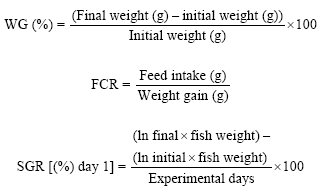 (Final weight (g) – initial weight (g))
WG (%) = ×100
Initial weight (g)
Feed intake (g)
FCR =
Weight gain (g)
(ln final × fish weight) –
(ln initial × fish weight)
SGR [(%) day 1] = ×100
Experimental days